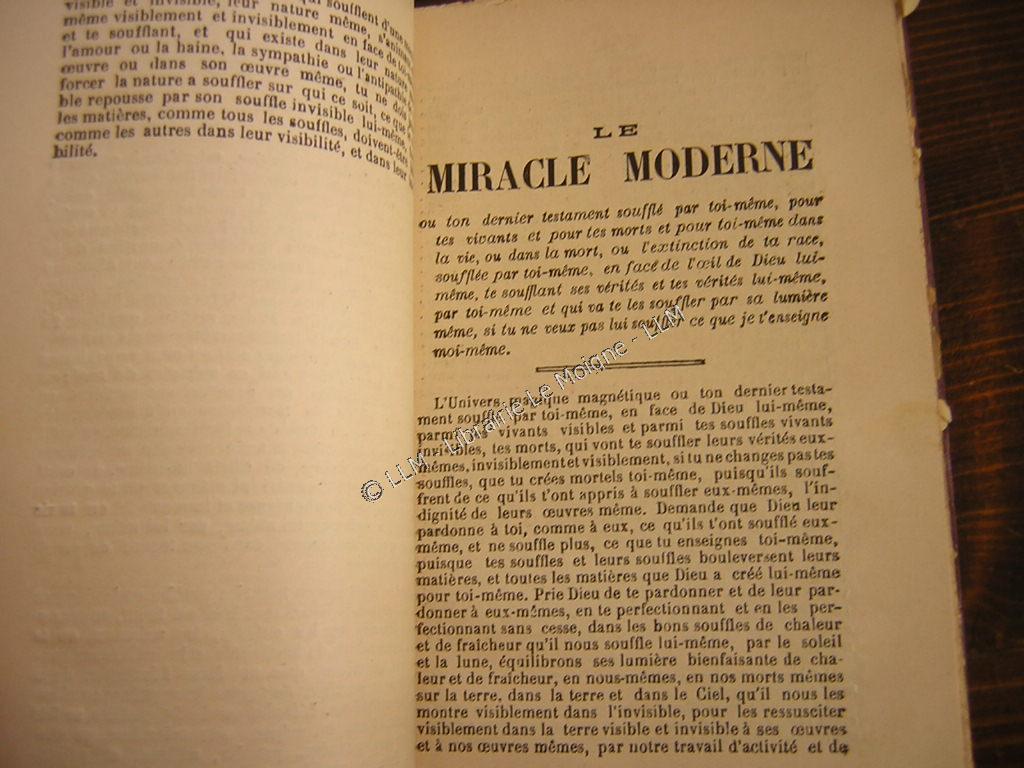 visible et invisible, leur nature même, s'animent
même visiblement et invisiblement en face de toi-même
et te soufflant, et qui existe dans leur nature
l'amour ou la haine, la sympathie ou l'antipathie
œuvre ou dans son œuvre même, tu ne dois
forcer la nature a souffler sur qui ce soit, ce que
ble repousse par son souffle invisible lui-même,
les matières, comme tous les souffles, doivent-être
comme les autres dans leur visibilité, et dans leur
bilité.
LE
MIRACLE MODERNE
ou ton dernier testament soufflé par toi-même, pour
tes vivants et pour tes morts et pour toi-même dans
la vie, ou dans la mort, ou l'extinction de ta race,
soufflée par toi-même, en face de l'œil de Dieu lui-
même, te soufflant ses vérités et tes vérités lui-même,
par toi-même et qui va te les souffler par sa lumière
même, si tu ne veux pas lui souffler ce que je t'enseigne
moi-même.
L'Univers magique magnétique ou ton dernier testa-
ment soufflé par toi-même, en face de Dieu lui-même,
parmi tes vivants visibles et parmi tes souffles vivants
invisibles, tes morts, qui vont te souffler leurs vérités eux-
mêmes, invisiblement et visiblement, si tu ne changes pas tes
souffles, que tu crées mortels toi-même, puisqu'ils souf-
frent de ce qu'ils t'ont appris à souffler eux-mêmes, l'in-
dignité de leurs œuvres même. Demande que Dieu leur
pardonne à toi, comme à eux, ce qu'ils t'ont soufflé eux-
même, et ne souffle plus, ce que tu enseignes toi-même,
puisque tes souffles et leurs souffles bouleversent leurs
matières, et toutes les matières que Dieu a créé lui-même
pour toi-même. Prie Dieu de te pardonner et de leur par-
donner à eux-mêmes, en te perfectionnant et en les per-
fectionnant sans cesse, dans les bons souffles de chaleur
et de fraîcheur qu'il nous souffle lui-même, par le soleil
et la lune, équilibrons ses lumière bienfaisante de cha-
leur et de fraîcheur, en nous-mêmes, en nos morts mêmes
sur la terre. dans la terre et dans le Ciel, qu'il nous les
montre visiblement dans l'invisible, pour les ressusciter
visiblement dans la terre visible et invisible à ses œuvres
et à nos œuvres mêmes, par notre travail d'activité et de
© LLM - Librairie Le Moigne - LLM